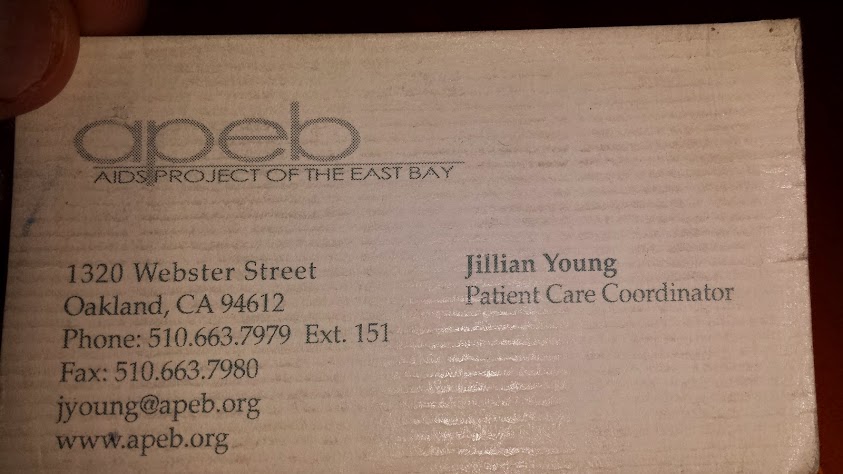 apeb
AIDS PROJECT OF THE EAST BAY
1320 Webster Street
Oakland, CA 94612
Phone: 510.663.7979 Ext. 151
Fax: 510.663.7980
jyoung@apeb.org
www.apeb.org
Jillian Young
Patient Care Coordinator